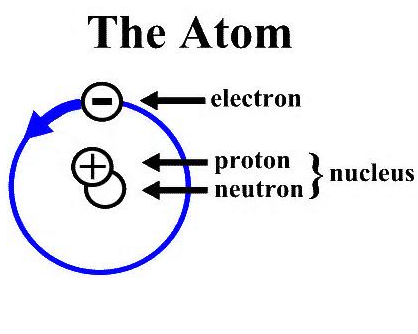 The Atom
electron
proton
neutron
nucleus